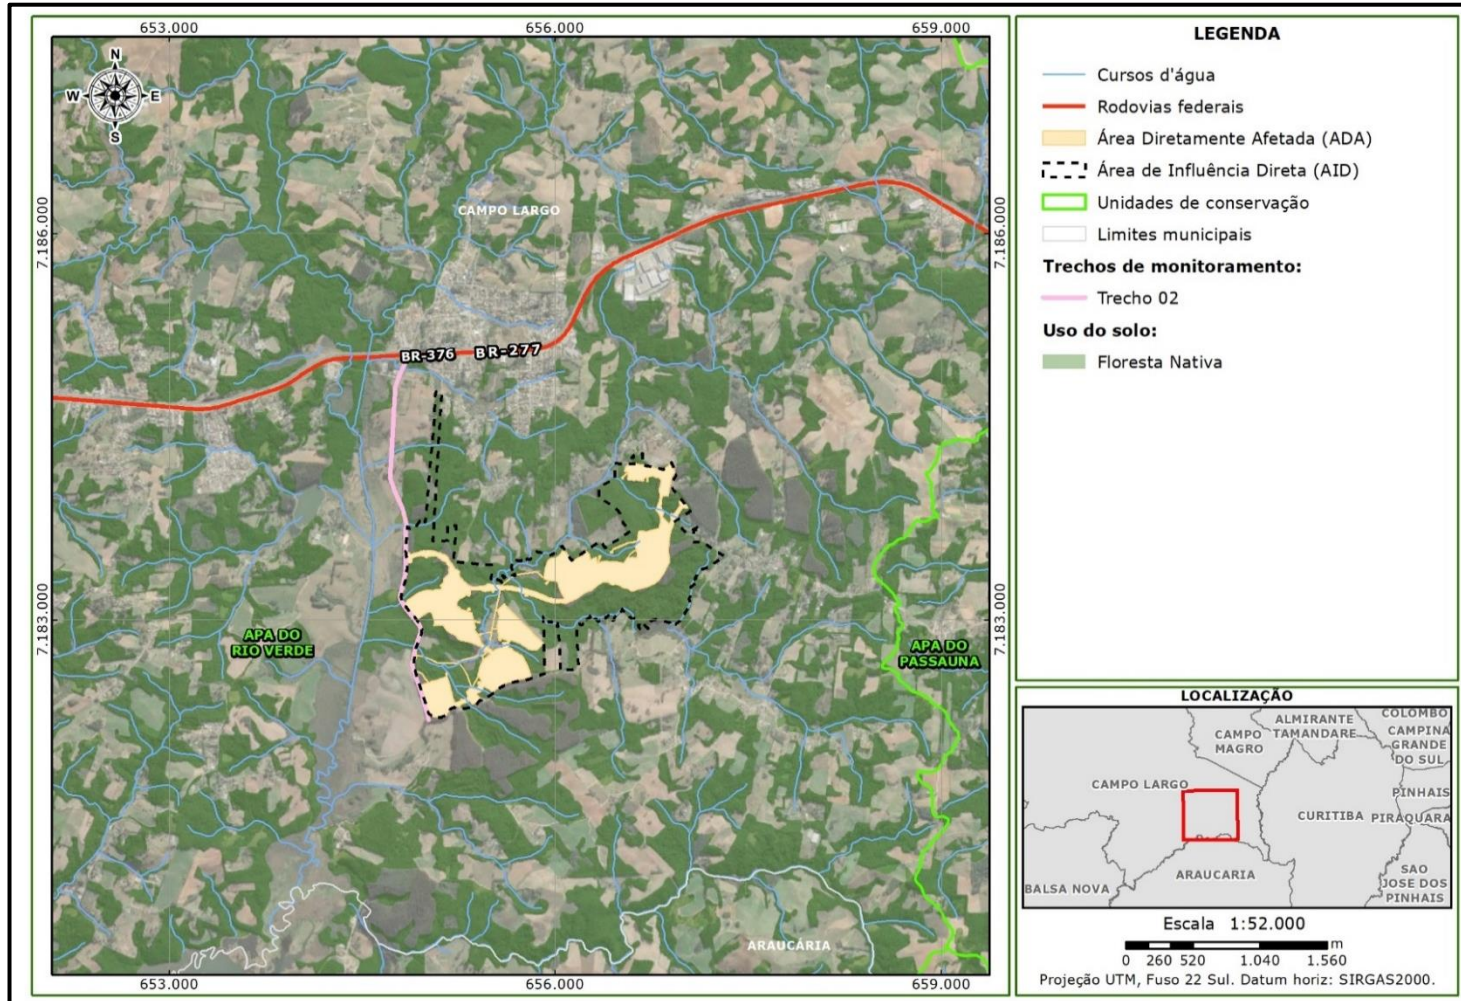 653.000
656.000
659.000
N
W
E
S
7.186.000
7.186.000
CAMPO LARGO
BR-376
BR-277
7.183.000
7.183.000
APA DO
RIO VERDE
APA DO
PASSAUNA
ARAUCÁRIA
653.000
656.000
659.000
LEGENDA
Cursos d'água
Rodovias federais
Área Diretamente Afetada (ADA)
Área de Influência Direta (AID)
Unidades de conservação
Limites municipais
Trechos de monitoramento:
Trecho 02
Uso do solo:
Floresta Nativa
LOCALIZAÇÃO
COLOMBO
ALMIRANTE
TAMANDARE
CAMPO
MAGRO
CAMPINA
GRANDE
DO SUL
CAMPO LARGO
PINHAIS
CURITIBA
PIRAQUARA
ARAUCARIA
BALSA NOVA
SAO
JOSE DOS
PINHAIS
Escala 1:52.000
m
0 260 520 1.040 1.560
Projeção UTM, Fuso 22 Sul. Datum horiz: SIRGAS2000.